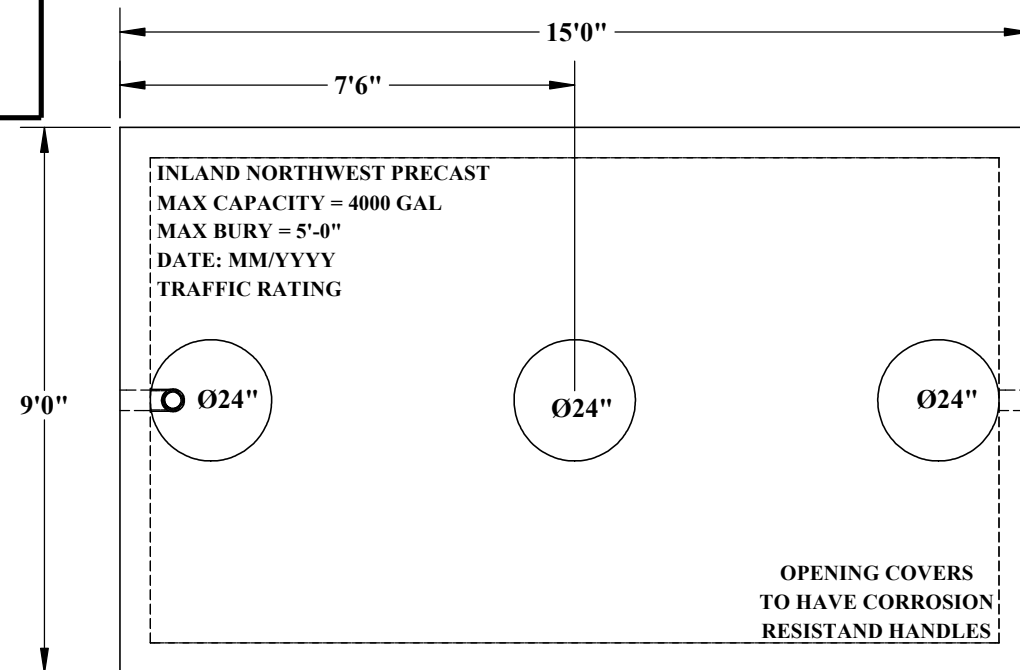 15'0"
7'6"
INLAND NORTHWEST PRECAST
MAX CAPACITY = 4000 GAL
MAX BURY = 5'-0"
DATE: MM/YYYY
TRAFFIC RATING
9'0"
Ø24"
Ø24"
Ø24"
OPENING COVERS
TO HAVE CORROSION
RESISTAND HANDLES